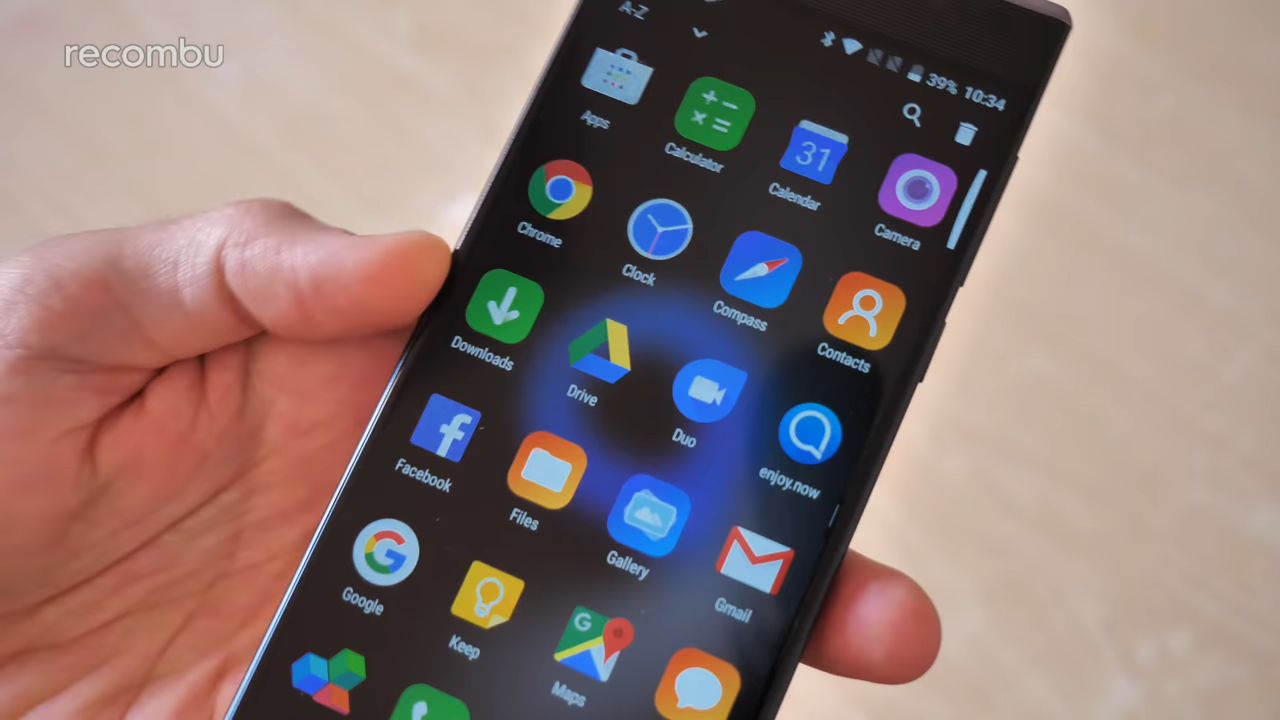 recombu
A-Z
39% 10:34
Apps
Calculator
31
Calendar
Camera
Chrome
Clock
Compass
Contacts
Downloads
Drive
Duo
enjoy.now
Facebook
Files
Gallery
Gmail
Google
Keep
G
Maps